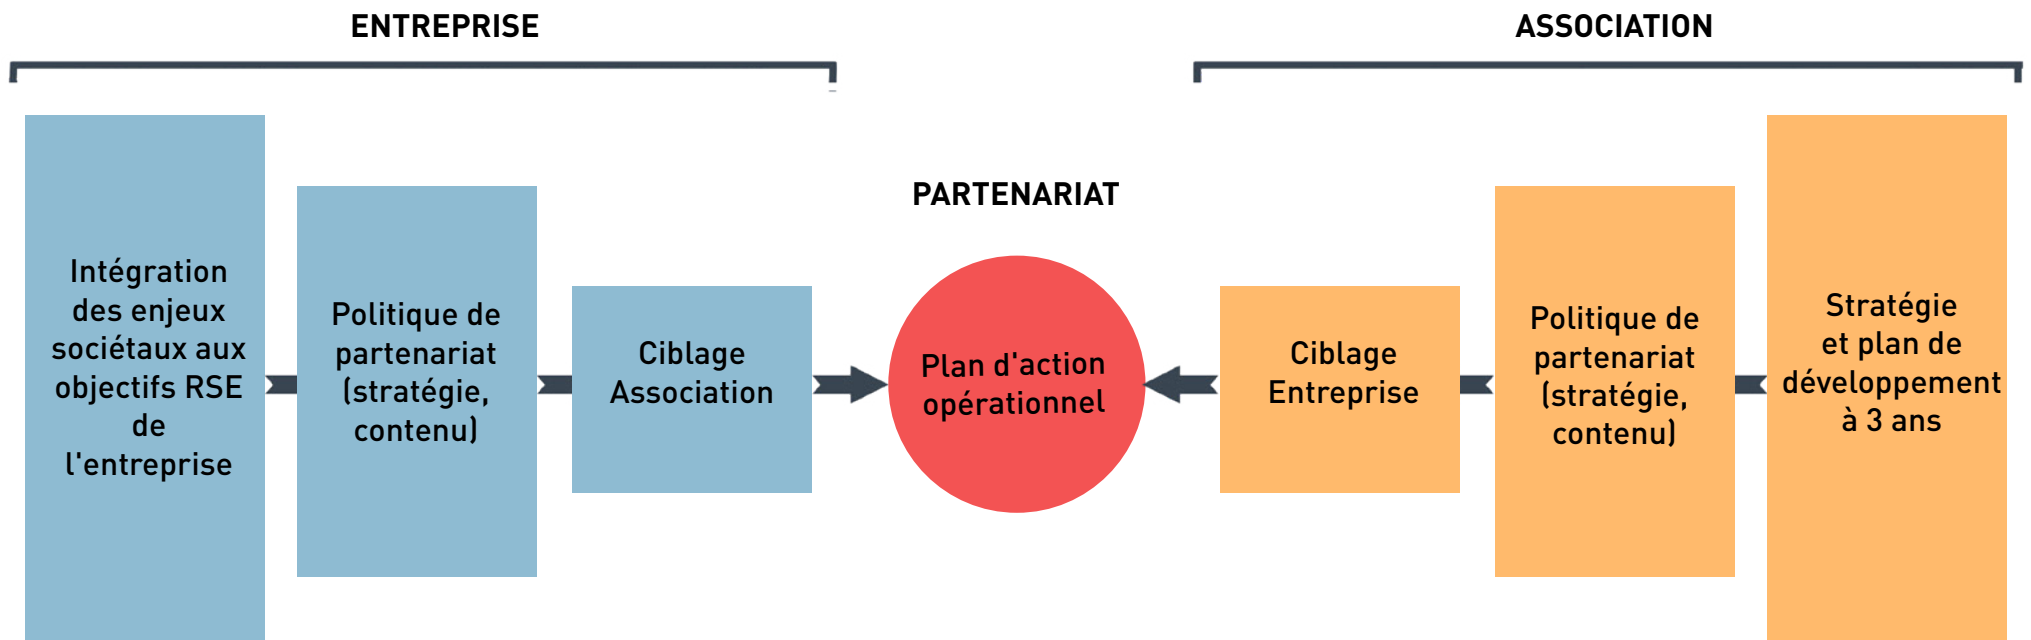 ENTREPRISE
Intégration
des enjeux
sociétaux aux
objectifs RSE
de
l'entreprise
Politique de
partenariat
(stratégie,
contenu)
Ciblage
Association
PARTENARIAT
Plan d'action
opérationnel
ASSOCIATION
Ciblage
Entreprise
Politique de
partenariat
(stratégie,
contenu)
Stratégie
et plan de
développement
à 3 ans